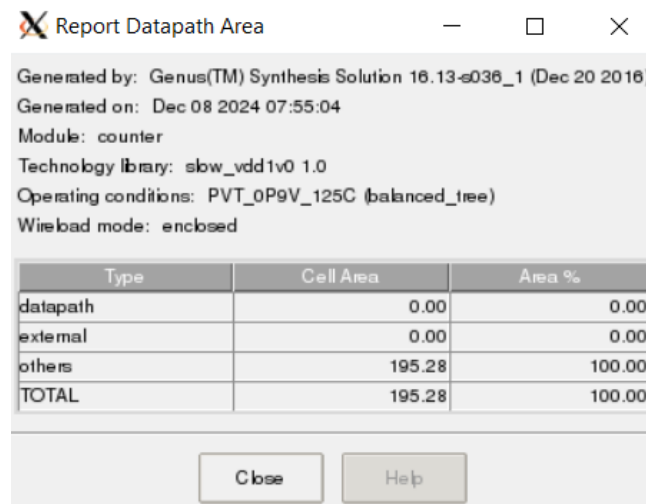 Report Datapath Area
Generated by: Genus(TM) Synthesis Solution 16.13-s036_1 (Dec 20 2016)
Generated on: Dec 08 2024 07:55:04
Module: counter
Technology library: slow_vdd1v0 1.0
Operating conditions: PVT_0P9V_125C (balanced_tree)
Wireload mode: enclosed
Type Cell Area Area %
datapath 0.00 0.00
external 0.00 0.00
others 195.28 100.00
TOTAL 195.28 100.00
Close Help